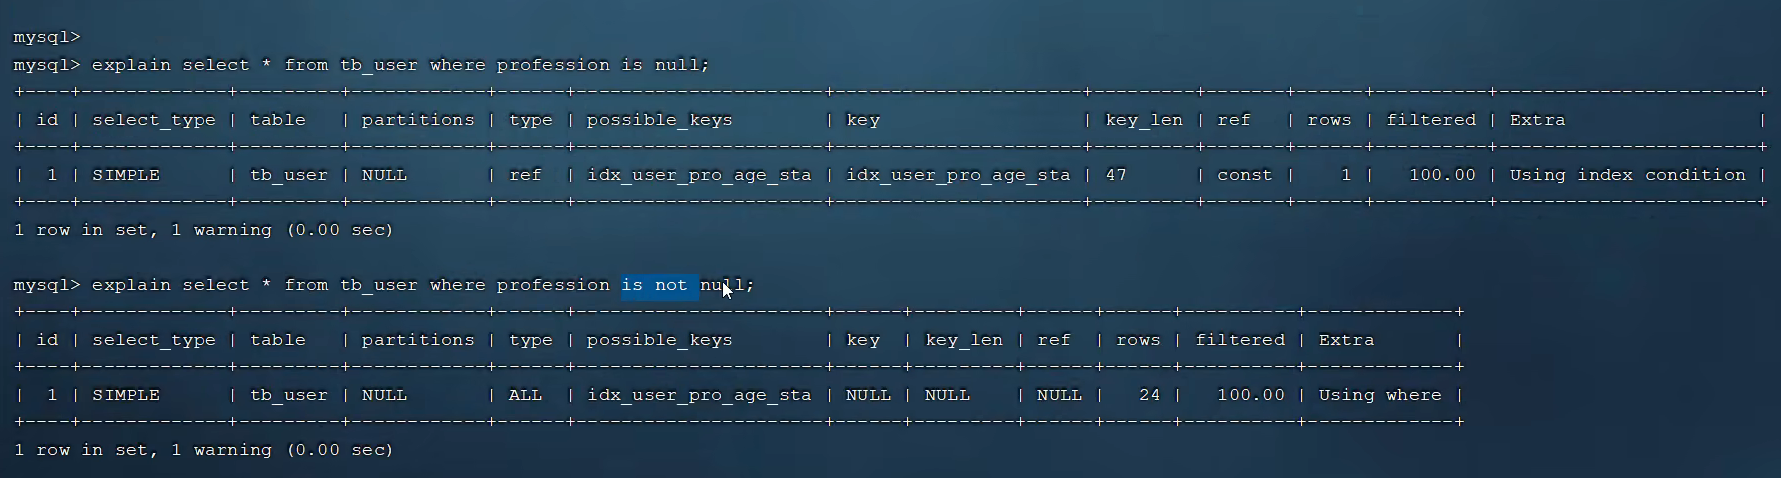 mysql>
mysql> explain select * from tb_user where profession is null;
+----+-------------+---------+------------+------+----------------------+----------------------+---------+-------+------+----------+-----------------------+
| id | select_type | table   | partitions | type | possible_keys        | key                  | key_len | ref   | rows | filtered | Extra                 |
+----+-------------+---------+------------+------+----------------------+----------------------+---------+-------+------+----------+-----------------------+
|  1 | SIMPLE      | tb_user | NULL       | ref  | idx_user_pro_age_sta | idx_user_pro_age_sta | 47      | const |    1 |   100.00 | Using index condition |
+----+-------------+---------+------------+------+----------------------+----------------------+---------+-------+------+----------+-----------------------+
1 row in set, 1 warning (0.00 sec)
mysql> explain select * from tb_user where profession is not null;
+----+-------------+---------+------------+------+----------------------+------+---------+------+------+----------+-------------+
| id | select_type | table   | partitions | type | possible_keys        | key  | key_len | ref  | rows | filtered | Extra       |
+----+-------------+---------+------------+------+----------------------+------+---------+------+------+----------+-------------+
|  1 | SIMPLE      | tb_user | NULL       | ALL  | idx_user_pro_age_sta | NULL | NULL    | NULL |   24 |   100.00 | Using where |
+----+-------------+---------+------------+------+----------------------+------+---------+------+------+----------+-------------+
1 row in set, 1 warning (0.00 sec)